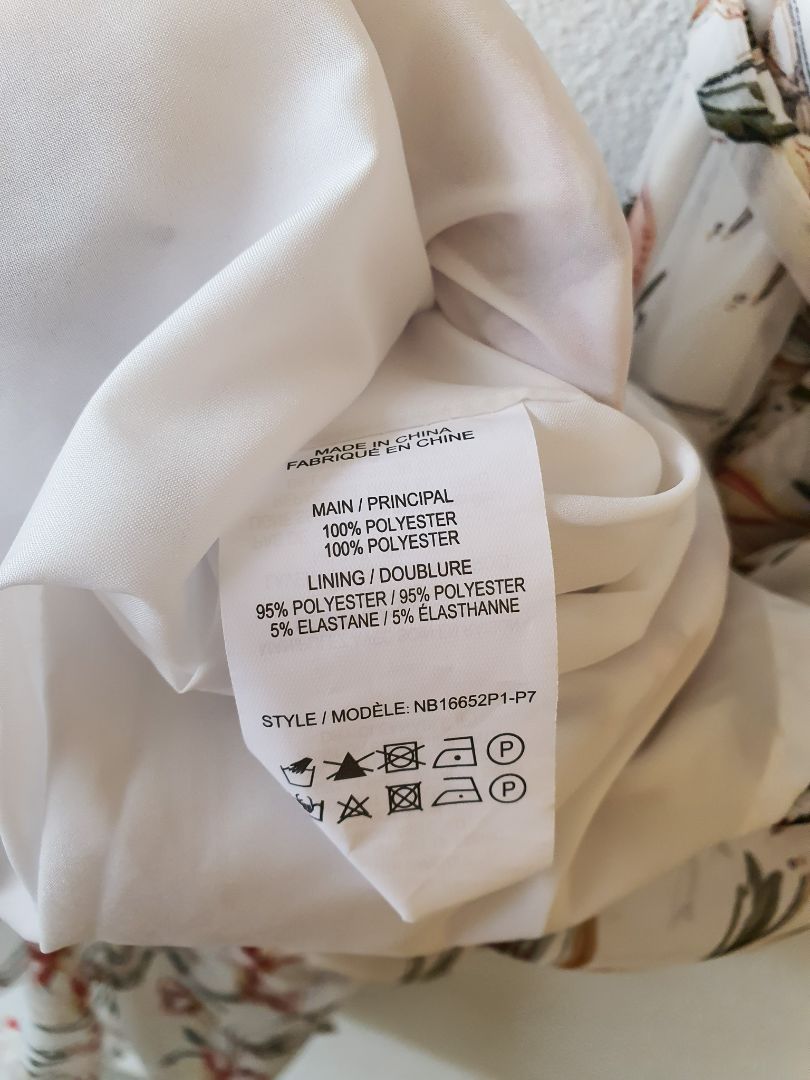 MADE IN CHINA
FABRIQUÉ EN CHINE
MAIN / PRINCIPAL
100% POLYESTER
100% POLYESTER
LINING / DOUBLURE
95% POLYESTER / 95% POLYESTER
5% ELASTANE / 5% ÉLASTHANNE
STYLE / MODÈLE: NB16652P1-P7
P
P